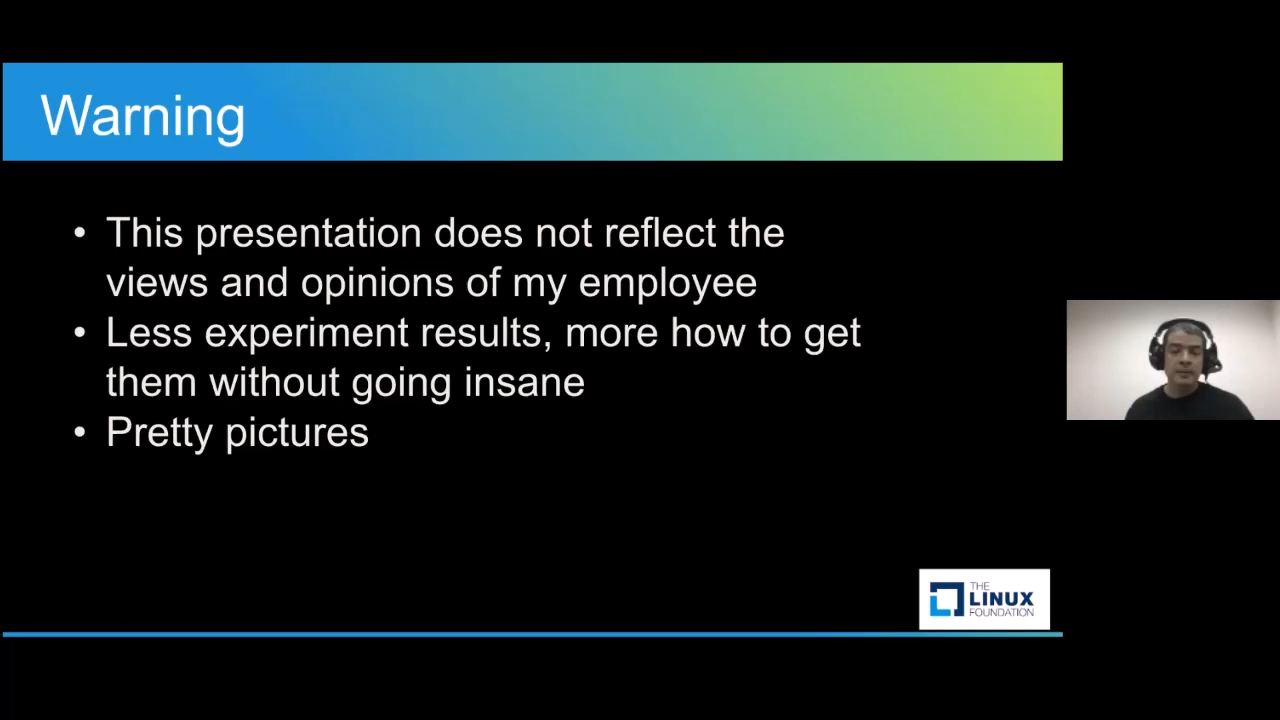 Warning
• This presentation does not reflect the
views and opinions of my employee
• Less experiment results, more how to get
them without going insane
• Pretty pictures
THE
LINUX
FOUNDATION